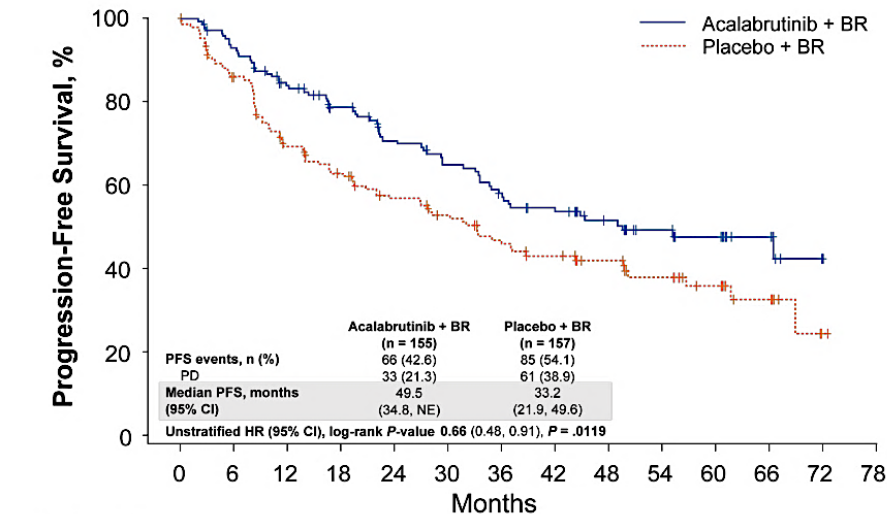 Progression-Free Survival, %
100
80
60
40
20
0
Acalabrutinib + BR
Placebo + BR
Acalabrutinib + BR Placebo + BR
(n = 155) (n = 157)
PFS events, n (%) 66 (42.6) 85 (54.1)
PD 33 (21.3) 61 (38.9)
Median PFS, months 49.5 33.2
(95% CI) (34.8, NE) (21.9, 49.6)
Unstratified HR (95% CI), log-rank P-value 0.66 (0.48, 0.91), P = .0119
0 6 12 18 24 30 36 42 48 54 60 66 72 78
Months